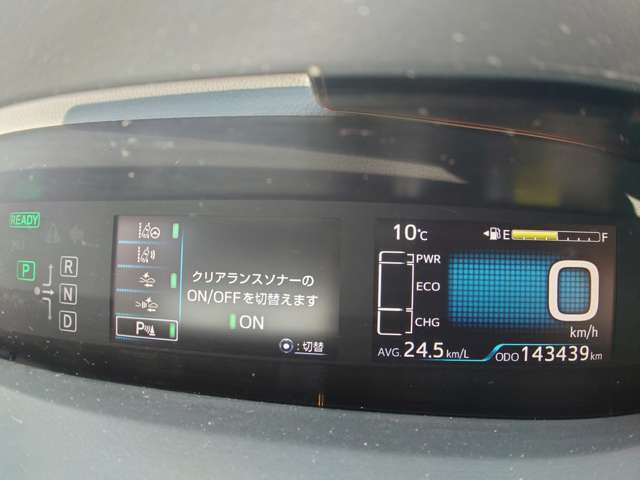 READY
P
R
N
D
クリアランスソナーの
ON/OFFを切替えます
ON
:切替
P
10℃
E F
PWR
ECO
CHG
0
km/h
AVG. 24.5 km/L
ODO 143439 km